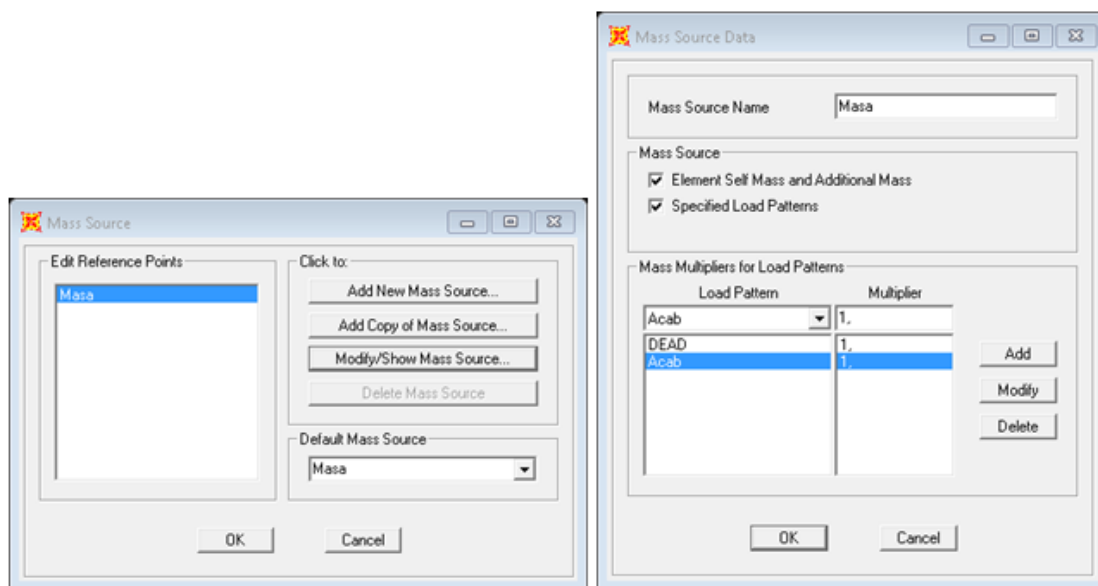 Mass Source
Edit Reference Points
Masa
Click to:
Add New Mass Source...
Add Copy of Mass Source...
Modify/Show Mass Source...
Delete Mass Source
Default Mass Source
Masa
OK
Cancel
Mass Source Data
Mass Source Name
Masa
Mass Source
Element Self Mass and Additional Mass
Specified Load Patterns
Mass Multipliers for Load Patterns
Load Pattern Multiplier
Acab 1,
DEAD 1,
Acab 1,
Add
Modify
Delete
OK
Cancel